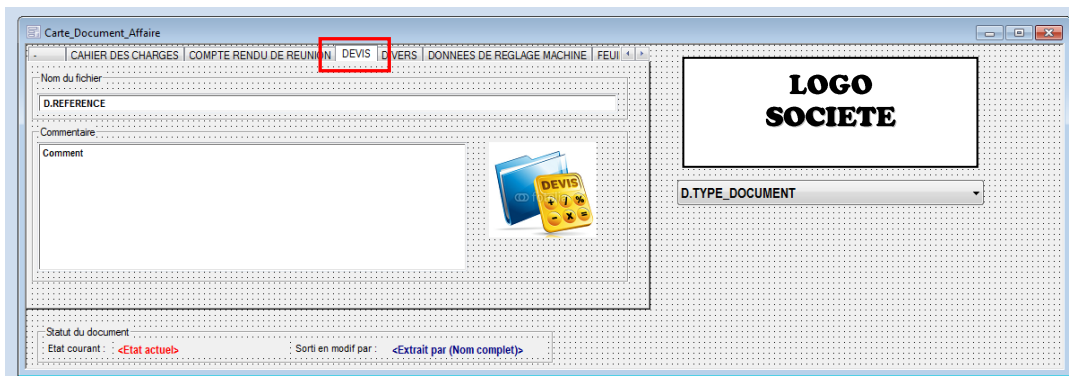 Carte_Document_Affaire
- CAHIER DES CHARGES COMPTE RENDU DE REUNION DEVIS DIVERS DONNEES DE REGLAGE MACHINE FEUI
Nom du fichier
D.REFERENCE
Commentaire
Comment
DEVIS
+ / %
- × =
LOGO
SOCIETE
D.TYPE_DOCUMENT
Statut du document
Etat courant : <Etat actuel> Sorti en modif par : <Extrait par (Nom complet)>